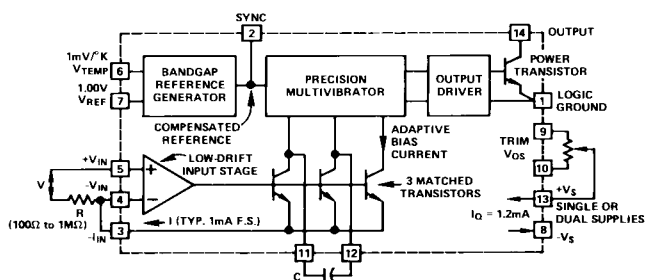 SYNC
2
14
OUTPUT
1mV/°K
VTEMP
6
1.00V
VREF
7
BANDGAP
REFERENCE
GENERATOR
PRECISION
MULTIVIBRATOR
OUTPUT
DRIVER
POWER
TRANSISTOR
1
LOGIC
GROUND
COMPENSATED
REFERENCE
ADAPTIVE
BIAS
CURRENT
9
TRIM
VOS
10
+VIN
5
+
LOW-DRIFT
INPUT STAGE
V
-VIN
4
−
3 MATCHED
TRANSISTORS
+VS
13
SINGLE OR
DUAL SUPPLIES
R
(100Ω to 1MΩ)
-IIN
3
I (TYP. 1mA F.S.)
IQ = 1.2mA
8
-VS
11
12
C